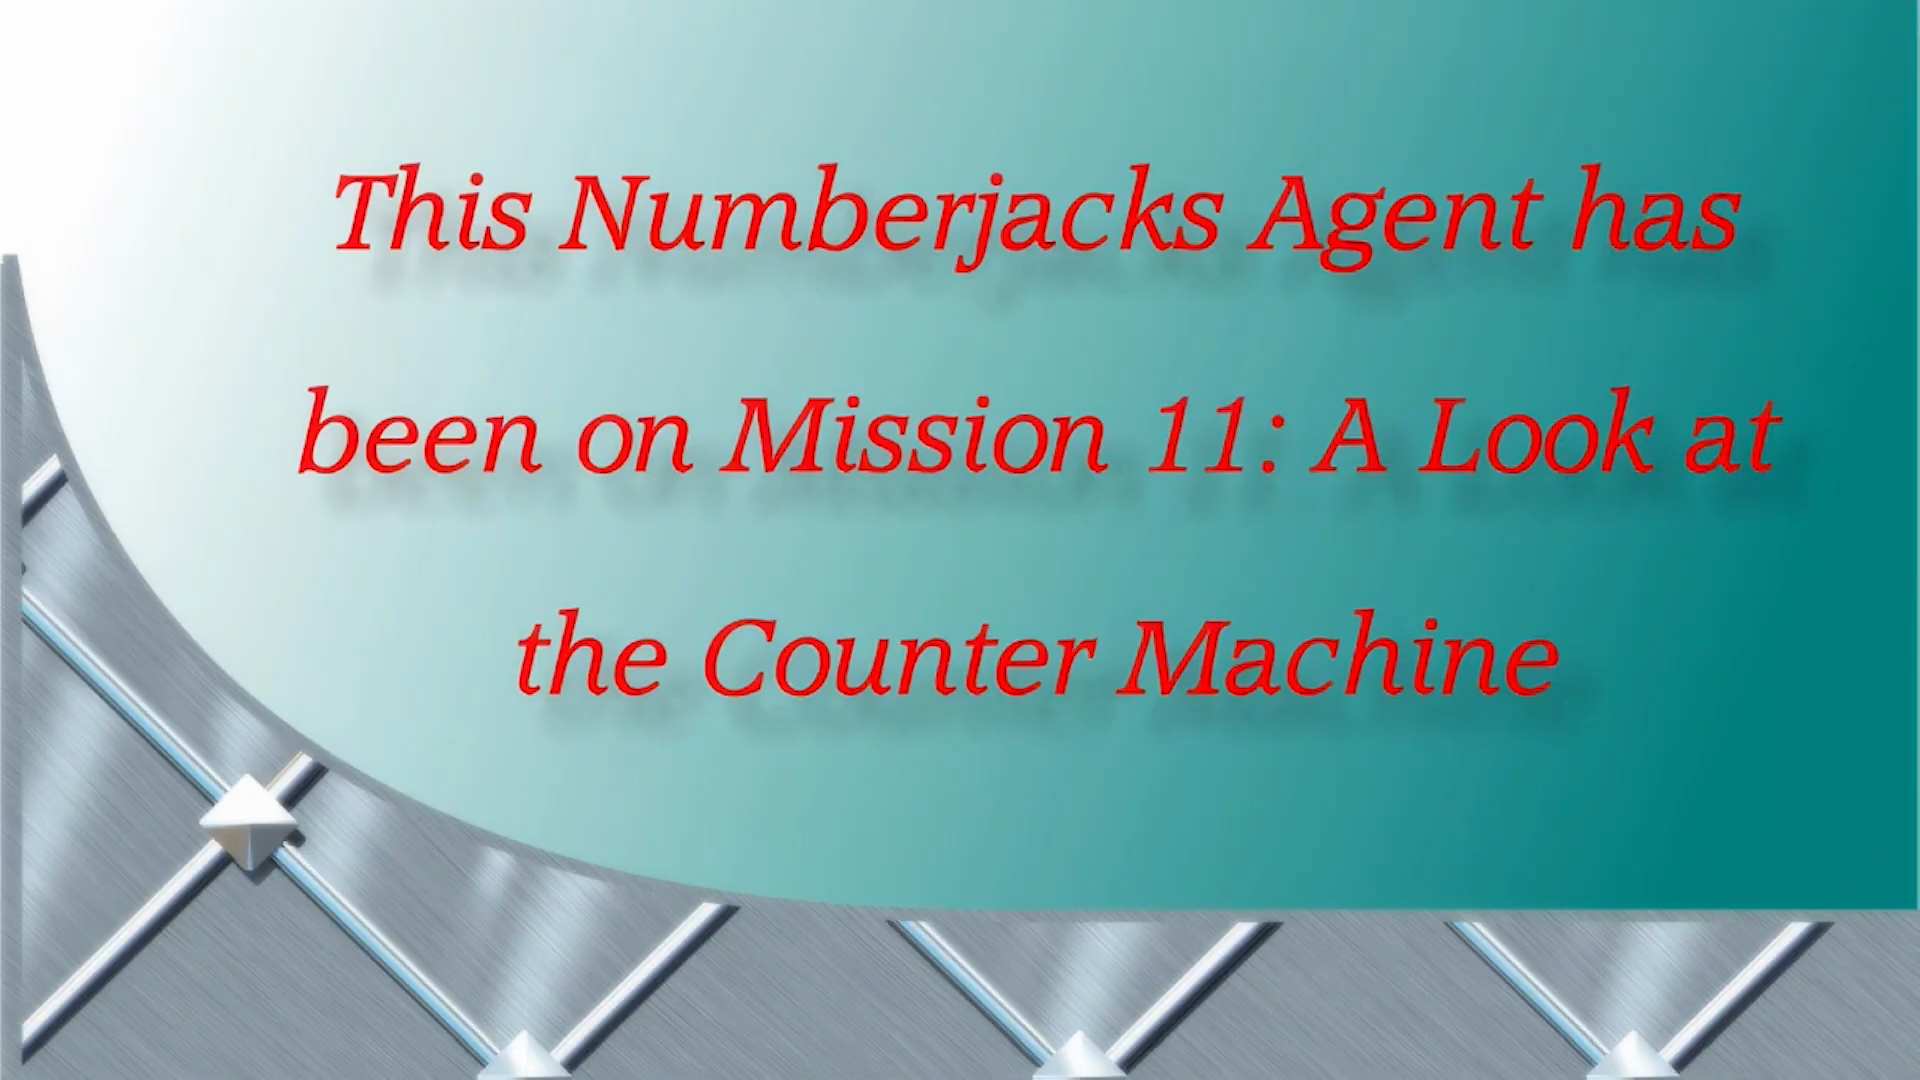 This Numberjacks Agent has
been on Mission 11: A Look at
the Counter Machine